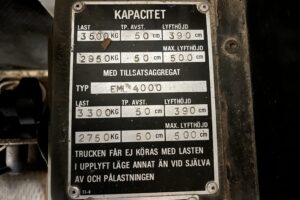 KAPACITET
LAST TP. AVST. LYFTHÖJD
3500 KG 50 cm 390 cm
MAX. LYFTHÖJD
2950 KG 50 cm 500 cm
MED TILLSATSAGGREGAT
TYP 4000
LAST TP. AVST. LYFTHÖJD
3300 KG 50 cm 390 cm
MAX. LYFTHÖJD
2750 KG 50 cm 500 cm
TRUCKEN FÅR EJ KÖRAS MED LASTEN
I UPPLYFT LÄGE ANNAT ÄN VID SJÄLVA
AV OCH PÅLASTNINGEN
11-4